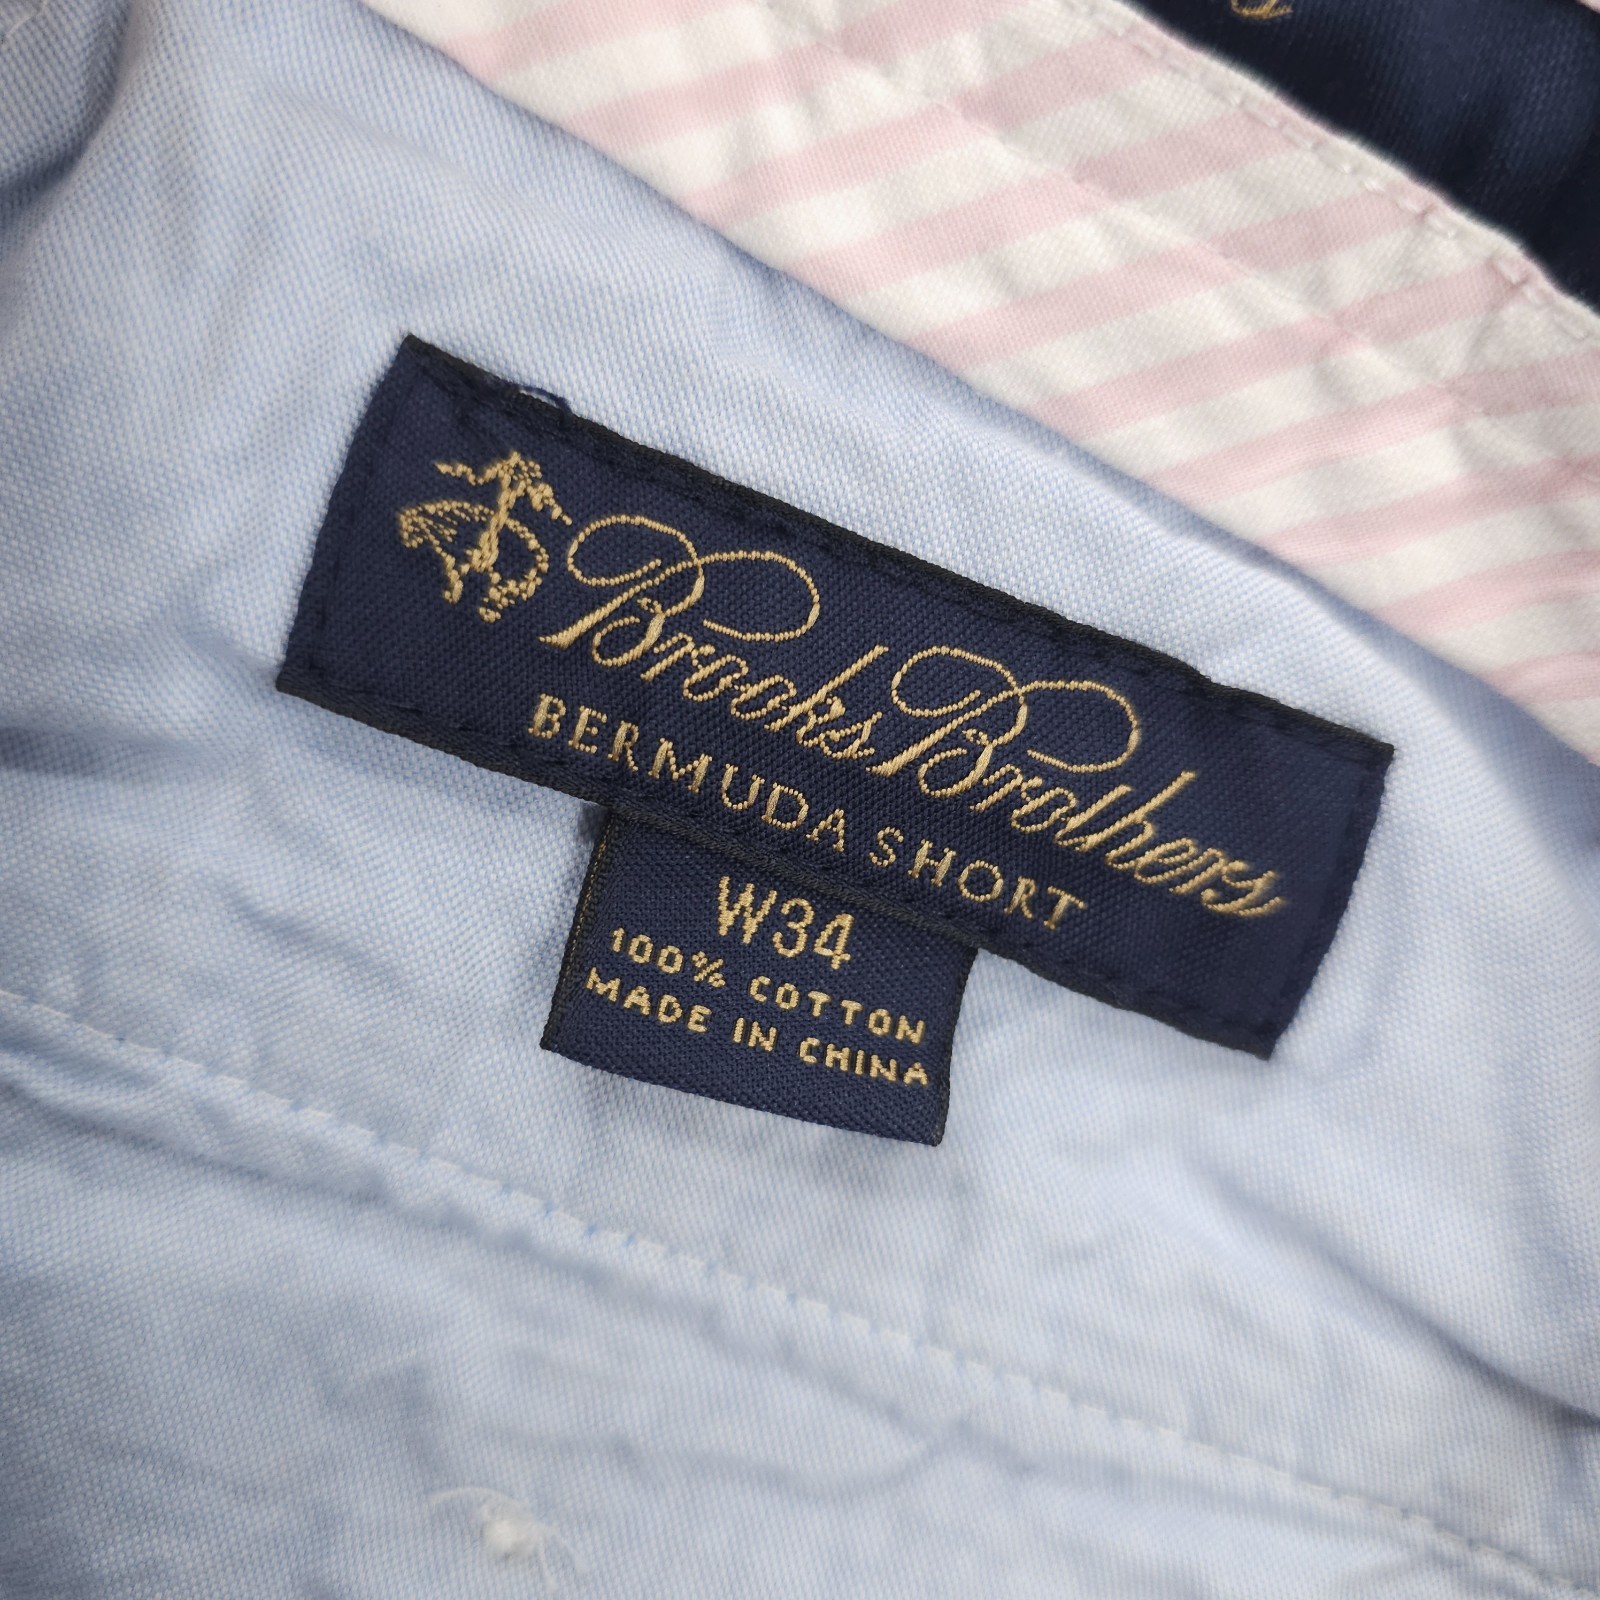 Brooks Brothers
BERMUDA SHORT
W34
100% COTTON
MADE IN CHINA